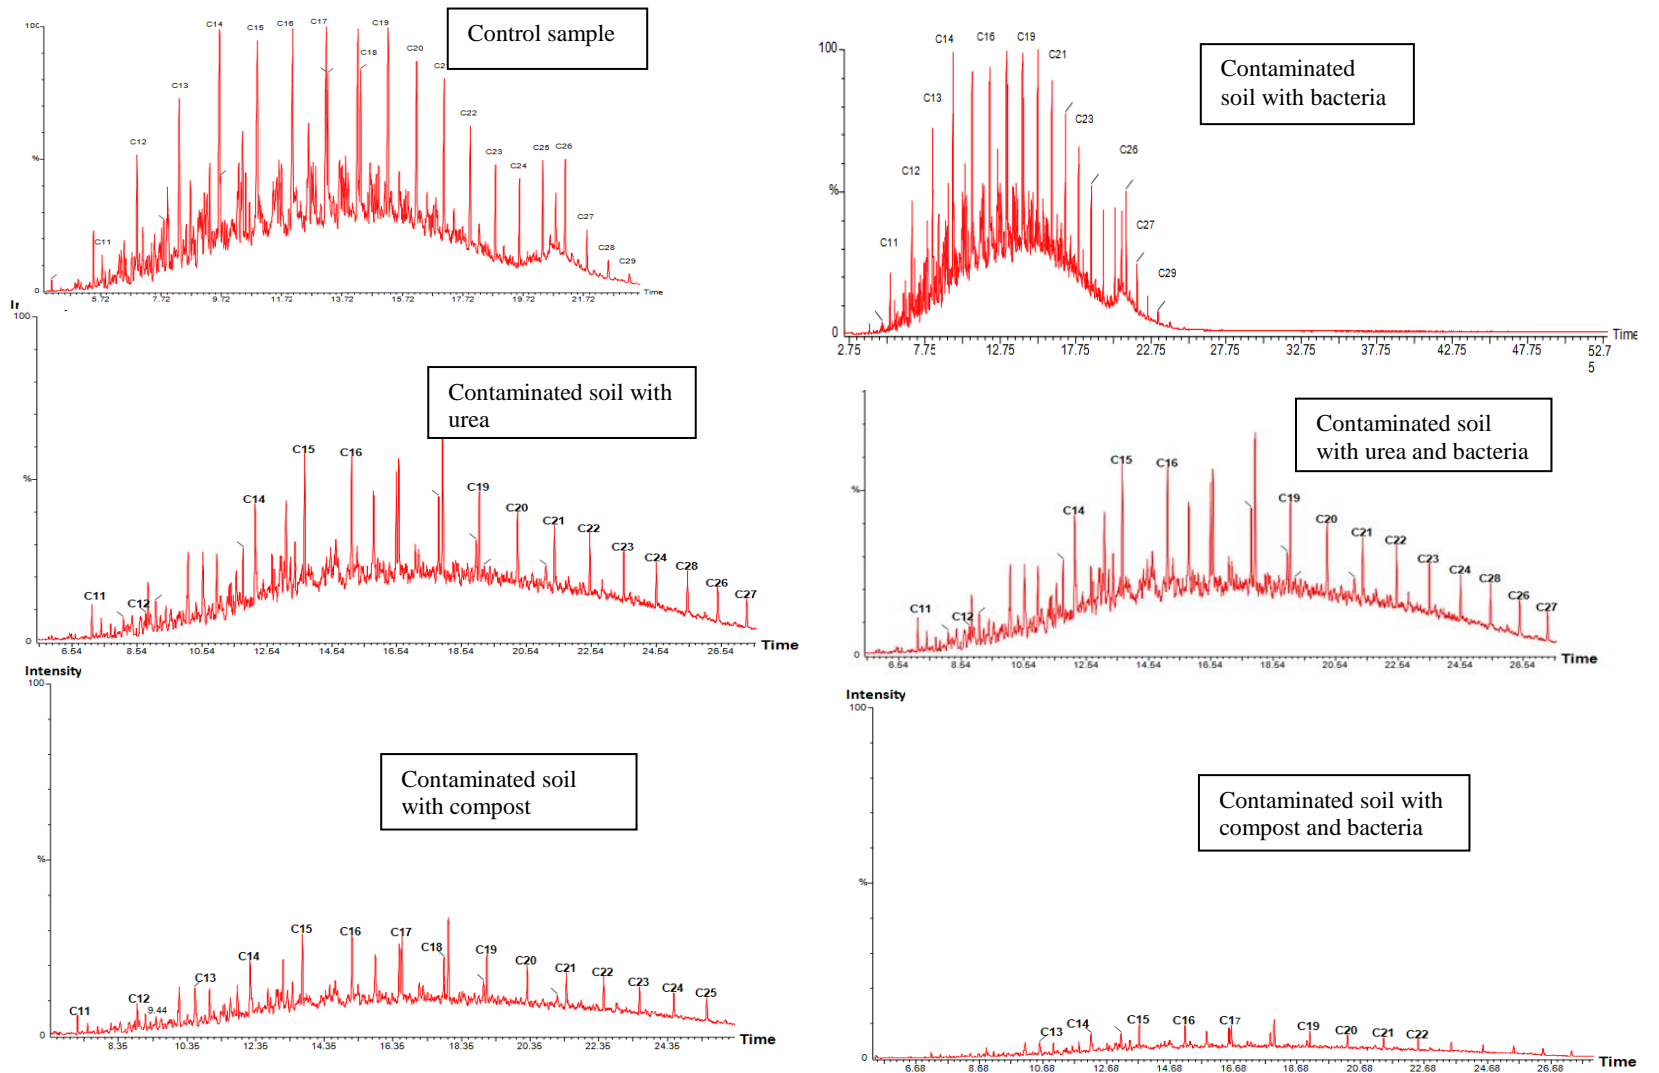 Control sample
100
C14
C15
C16
C17
C19
C18
C20
C13
C12
C22
C23
C24
C25
C26
C11
C27
C28
C29
%
0
5.72
7.72
9.72
11.72
13.72
15.72
17.72
19.72
21.72
Time
Contaminated
soil with bacteria
100
C14
C16
C19
C21
C13
C23
C12
C26
C11
C27
C29
%
0
2.75
7.75
12.75
17.75
22.75
27.75
32.75
37.75
42.75
47.75
52.7
5
Time
Contaminated soil with
urea
100
%
0
C11
C12
C14
C15
C16
C19
C20
C21
C22
C23
C24
C28
C26
C27
6.54
8.54
10.54
12.54
14.54
16.54
18.54
20.54
22.54
24.54
26.54
Time
Contaminated soil
with urea and bacteria
%
0
C11
C12
C14
C15
C16
C19
C20
C21
C22
C23
C24
C28
C26
C27
6.54
8.54
10.54
12.54
14.54
16.54
18.54
20.54
22.54
24.54
26.54
Time
Intensity
100
Contaminated soil
with compost
%
0
C11
C12
9.44
C13
C14
C15
C16
C17
C18
C19
C20
C21
C22
C23
C24
C25
8.35
10.35
12.35
14.35
16.35
18.35
20.35
22.35
24.35
Time
Intensity
100
Contaminated soil with
compost and bacteria
%
0
C13
C14
C15
C16
C17
C19
C20
C21
C22
6.68
8.68
10.68
12.68
14.68
16.68
18.68
20.68
22.68
24.68
26.68
Time